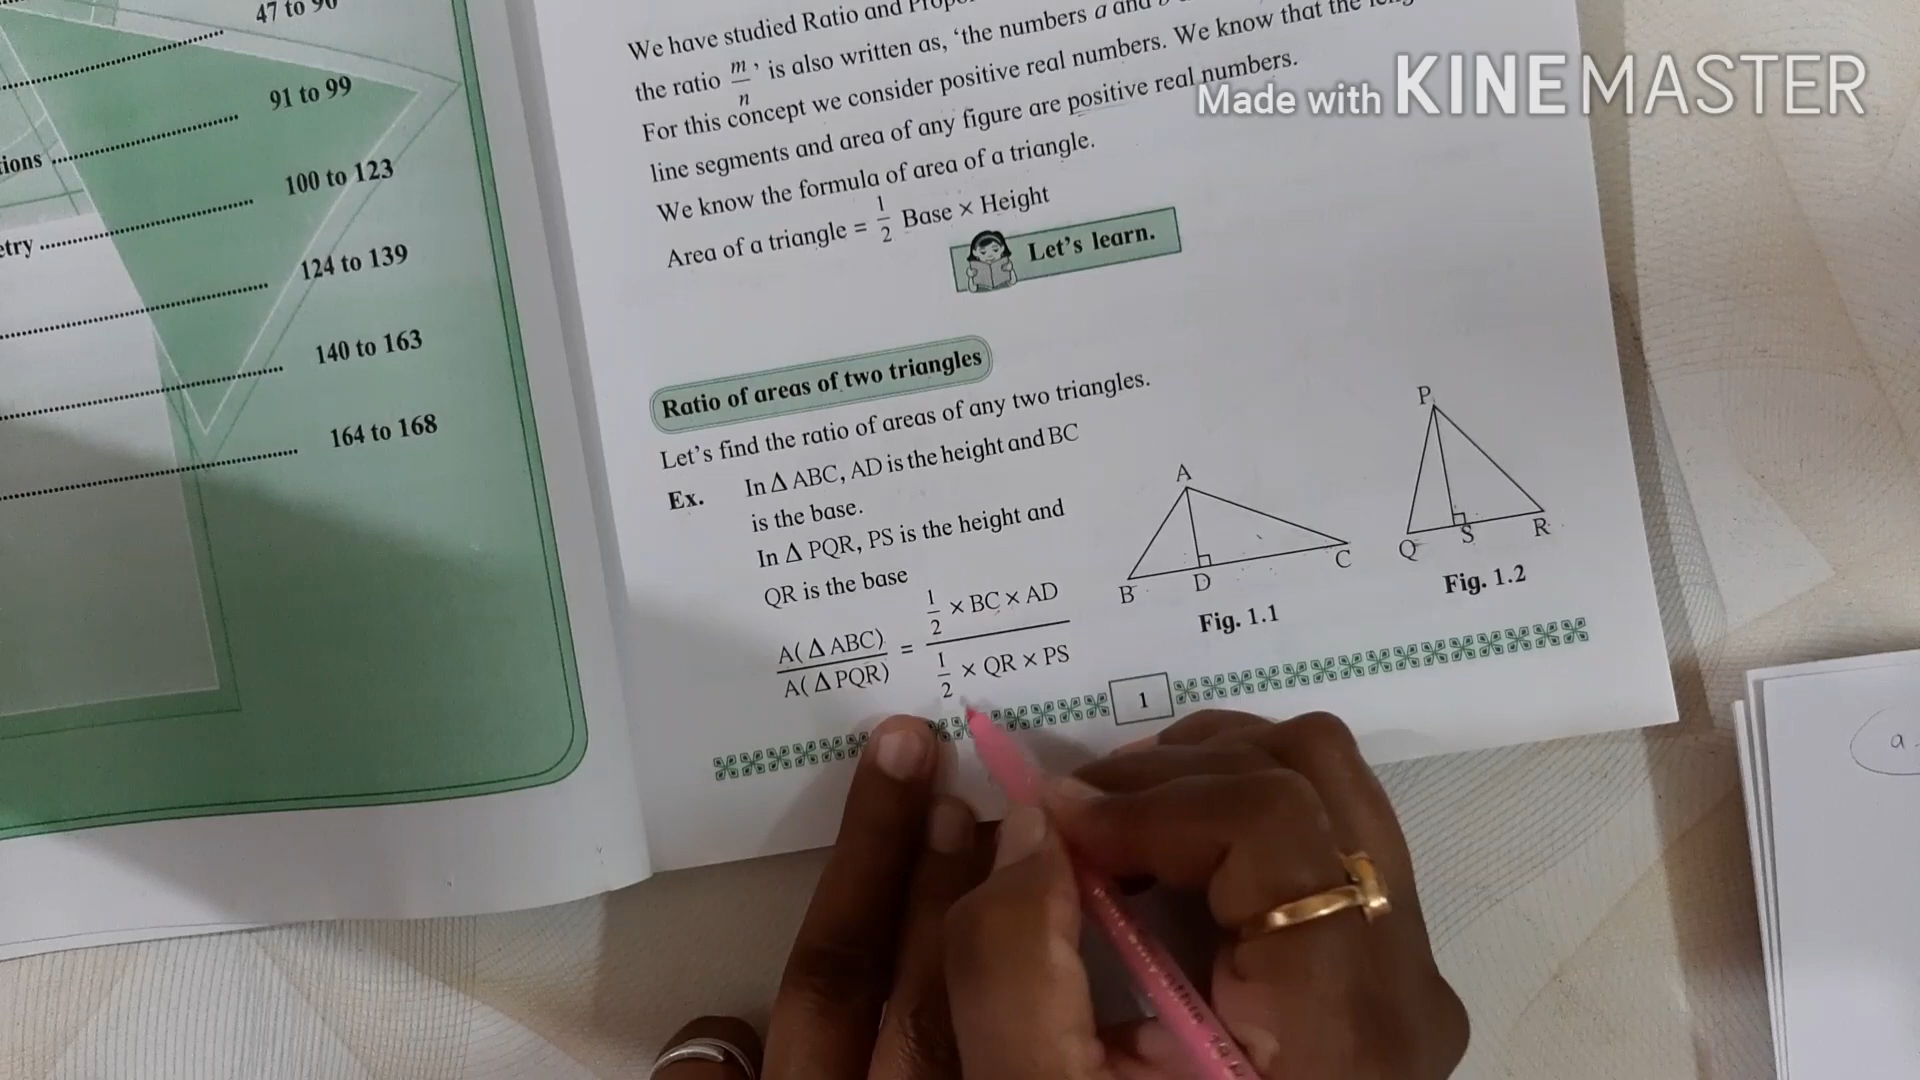 47 to 90
91 to 99
tions
100 to 123
etry
124 to 139
140 to 163
164 to 168
We have studied Ratio and
the ratio m/n ' is also written as, 'the numbers a and
For this concept we consider positive real numbers. We know that the
line segments and area of any figure are positive real numbers.
We know the formula of area of a triangle.
Area of a triangle = 1/2 Base × Height
Let's learn.
Ratio of areas of two triangles
Let's find the ratio of areas of any two triangles.
Ex. In Δ ABC, AD is the height and BC
is the base.
In Δ PQR, PS is the height and
QR is the base
A(Δ ABC)/A(Δ PQR) = 1/2 × BC × AD / 1/2 × QR × PS
A
B D C
Fig. 1.1
P
Q S R
Fig. 1.2
1
a
Made with KINEMASTER